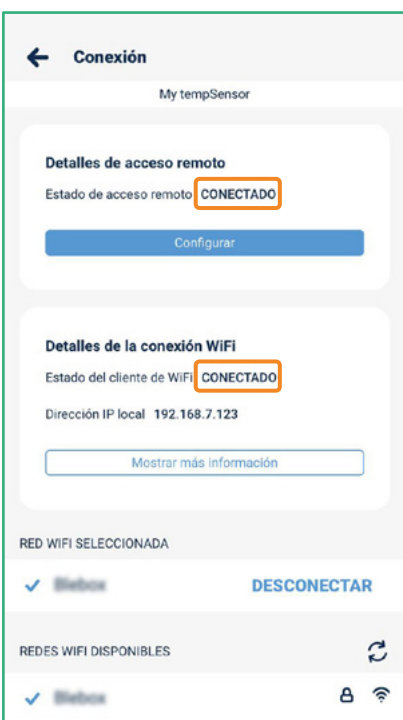 Conexión
My tempSensor
Detalles de acceso remoto
Estado de acceso remoto CONECTADO
Configurar
Detalles de la conexión WiFi
Estado del cliente de WiFi CONECTADO
Dirección IP local 192.168.7.123
Mostrar más información
RED WIFI SELECCIONADA
DESCONECTAR
REDES WIFI DISPONIBLES